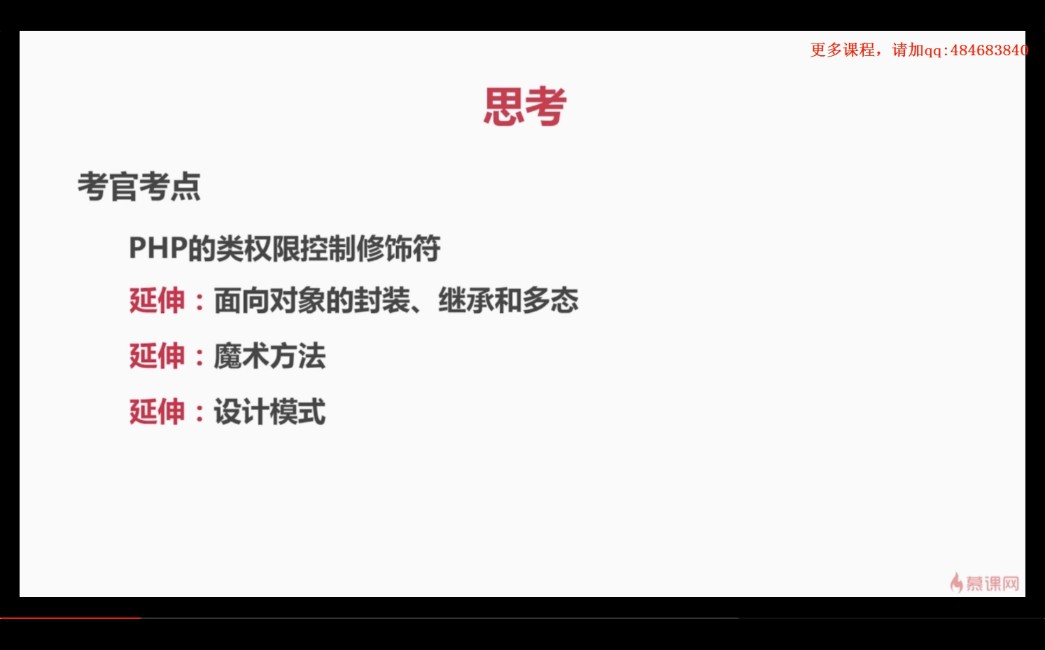 更多课程，请加qq:484683840
思考
考官考点
PHP的类权限控制修饰符
延伸：面向对象的封装、继承和多态
延伸：魔术方法
延伸：设计模式
慕课网